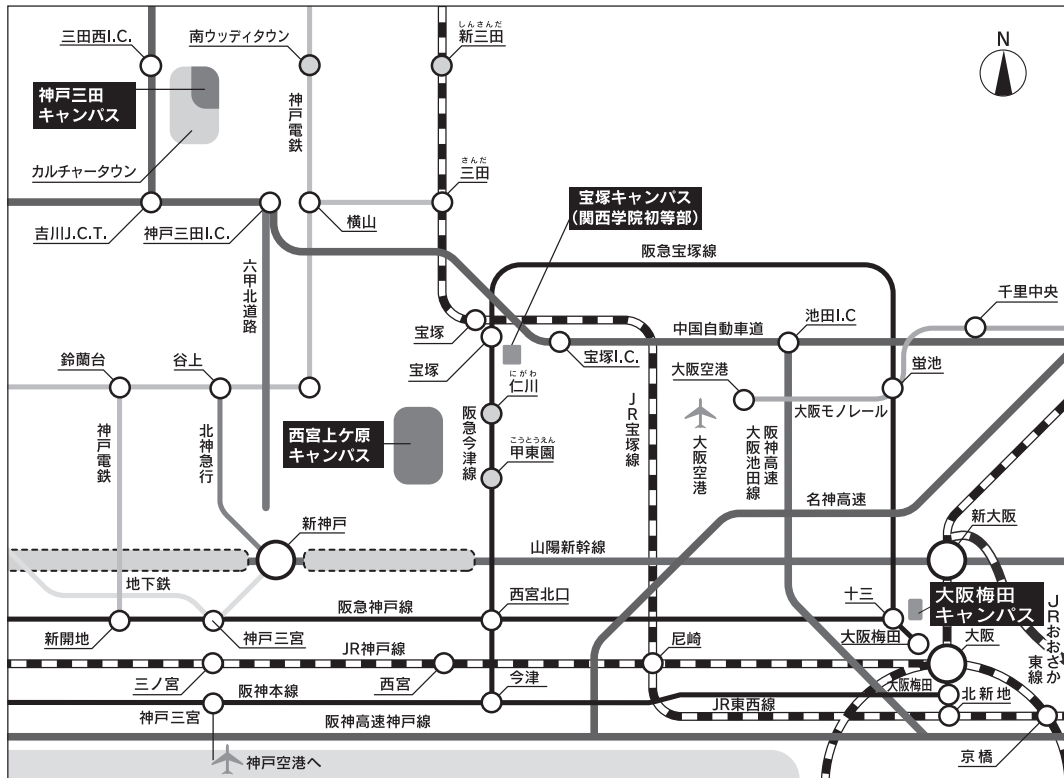 三田西I.C.
南ウッディタウン
しんさんだ
新三田
N
神戸三田
キャンパス
神戸電鉄
カルチャータウン
さんだ
三田
宝塚キャンパス
(関西学院初等部)
吉川J.C.T.
神戸三田I.C.
横山
阪急宝塚線
六甲北道路
千里中央
宝塚
中国自動車道
池田I.C
宝塚
宝塚I.C.
鈴蘭台
谷上
にがわ
仁川
大阪空港
蛍池
大阪モノレール
JR宝塚線
西宮上ケ原
キャンパス
阪急今津線
こうとうえん
甲東園
大阪空港
阪神高速
大阪池田線
神戸電鉄
北神急行
名神高速
新神戸
新大阪
山陽新幹線
地下鉄
阪急神戸線
西宮北口
十三
大阪梅田
キャンパス
JRおおさか
東線
新開地
神戸三宮
大阪梅田
大阪
JR神戸線
尼崎
三ノ宮
西宮
今津
大阪梅田
北新地
阪神本線
JR東西線
神戸三宮
阪神高速神戸線
京橋
神戸空港へ